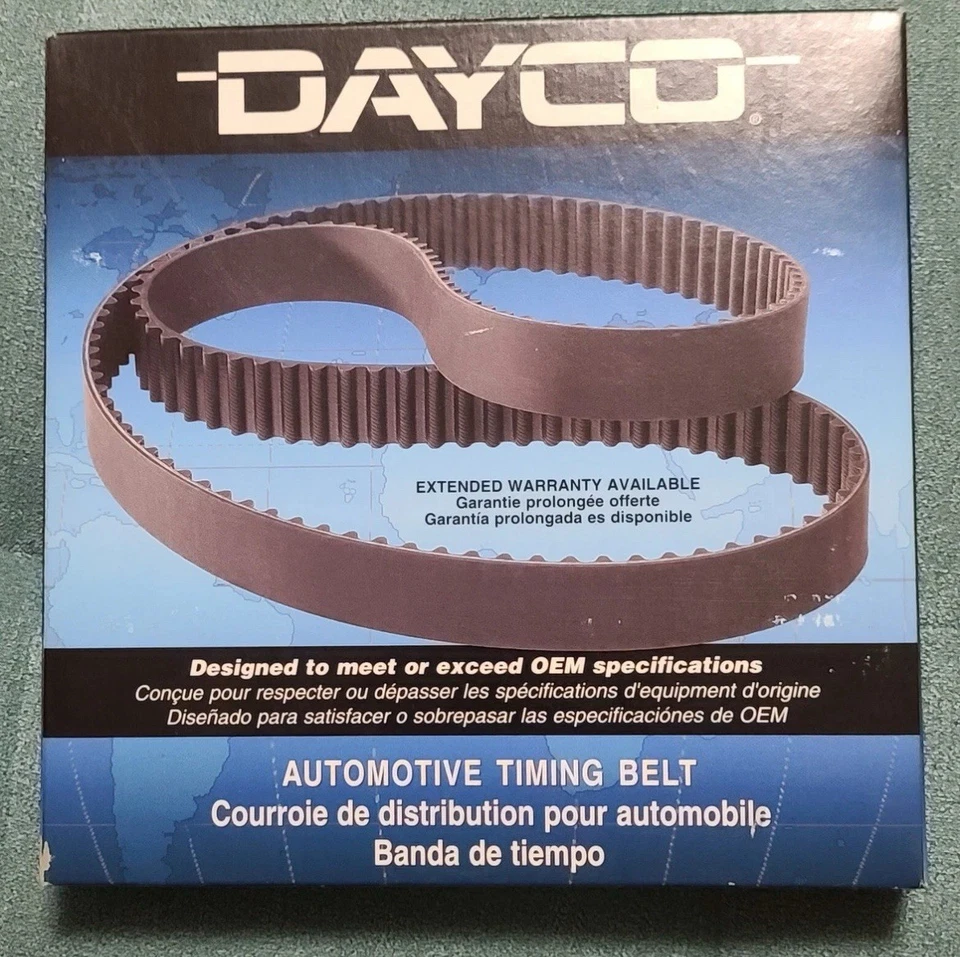 DAYCO®
EXTENDED WARRANTY AVAILABLE
Garantie prolongée offerte
Garantía prolongada es disponible
Designed to meet or exceed OEM specifications
Conçue pour respecter ou dépasser les spécifications d'equipment d'origine
Diseñado para satisfacer o sobrepasar las especificaciónes de OEM
AUTOMOTIVE TIMING BELT
Courroie de distribution pour automobile
Banda de tiempo